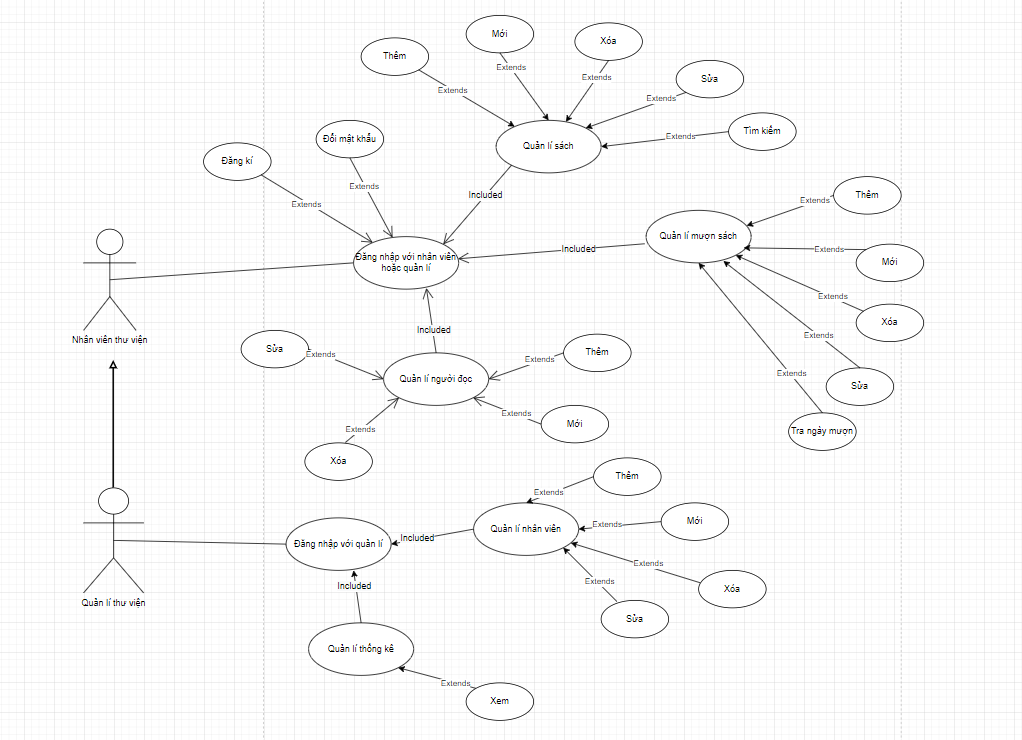 Mới
Xóa
Thêm
Extends
Extends
Sửa
Extends
Extends
Tìm kiếm
Extends
Quản lí sách
Đổi mật khẩu
Đăng kí
Extends
Extends
Included
Thêm
Extends
Quản lí mượn sách
Included
Extends
Mới
Đăng nhập với nhân viên
hoặc quản lí
Extends
Xóa
Included
Extends
Nhân viên thư viện
Sửa
Extends
Thêm
Extends
Quản lí người đọc
Extends
Sửa
Extends
Mới
Tra ngày mượn
Extends
Xóa
Thêm
Extends
Quản lí nhân viên
Extends
Mới
Included
Đăng nhập với quản lí
Extends
Xóa
Extends
Included
Quản lí thư viện
Sửa
Quản lí thống kê
Extends
Xem